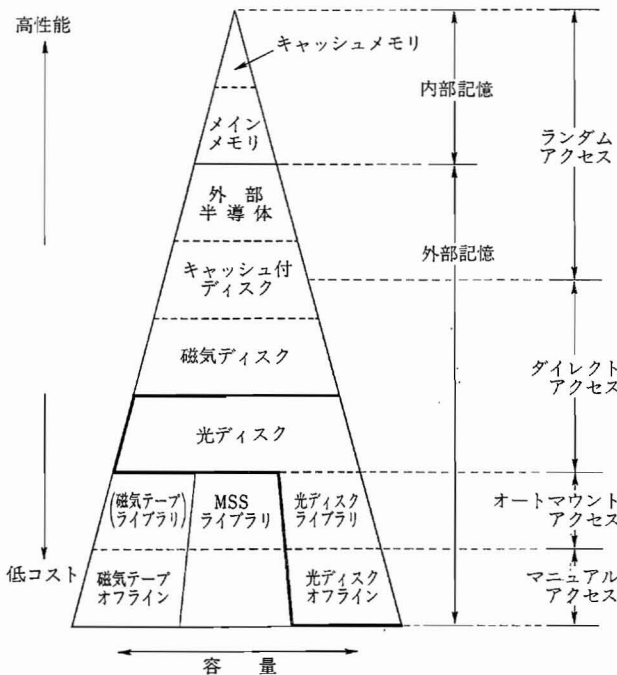 高性能
キャッシュメモリ
内部記憶
メイン
メモリ
ランダム
アクセス
外部
半導体
外部記憶
キャッシュ付
ディスク
磁気ディスク
ダイレクト
アクセス
光ディスク
(磁気テープ)
(ライブラリ)
MSS
ライブラリ
光ディスク
ライブラリ
オートマウント
アクセス
低コスト
磁気テープ
オフライン
光ディスク
オフライン
マニュアル
アクセス
容量